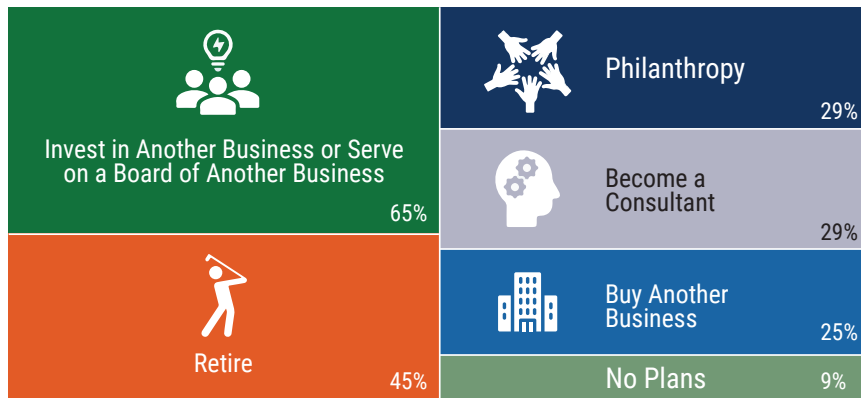 Invest in Another Business or Serve
on a Board of Another Business
65%
Retire
45%
Philanthropy
29%
Become a
Consultant
29%
Buy Another
Business
25%
No Plans
9%